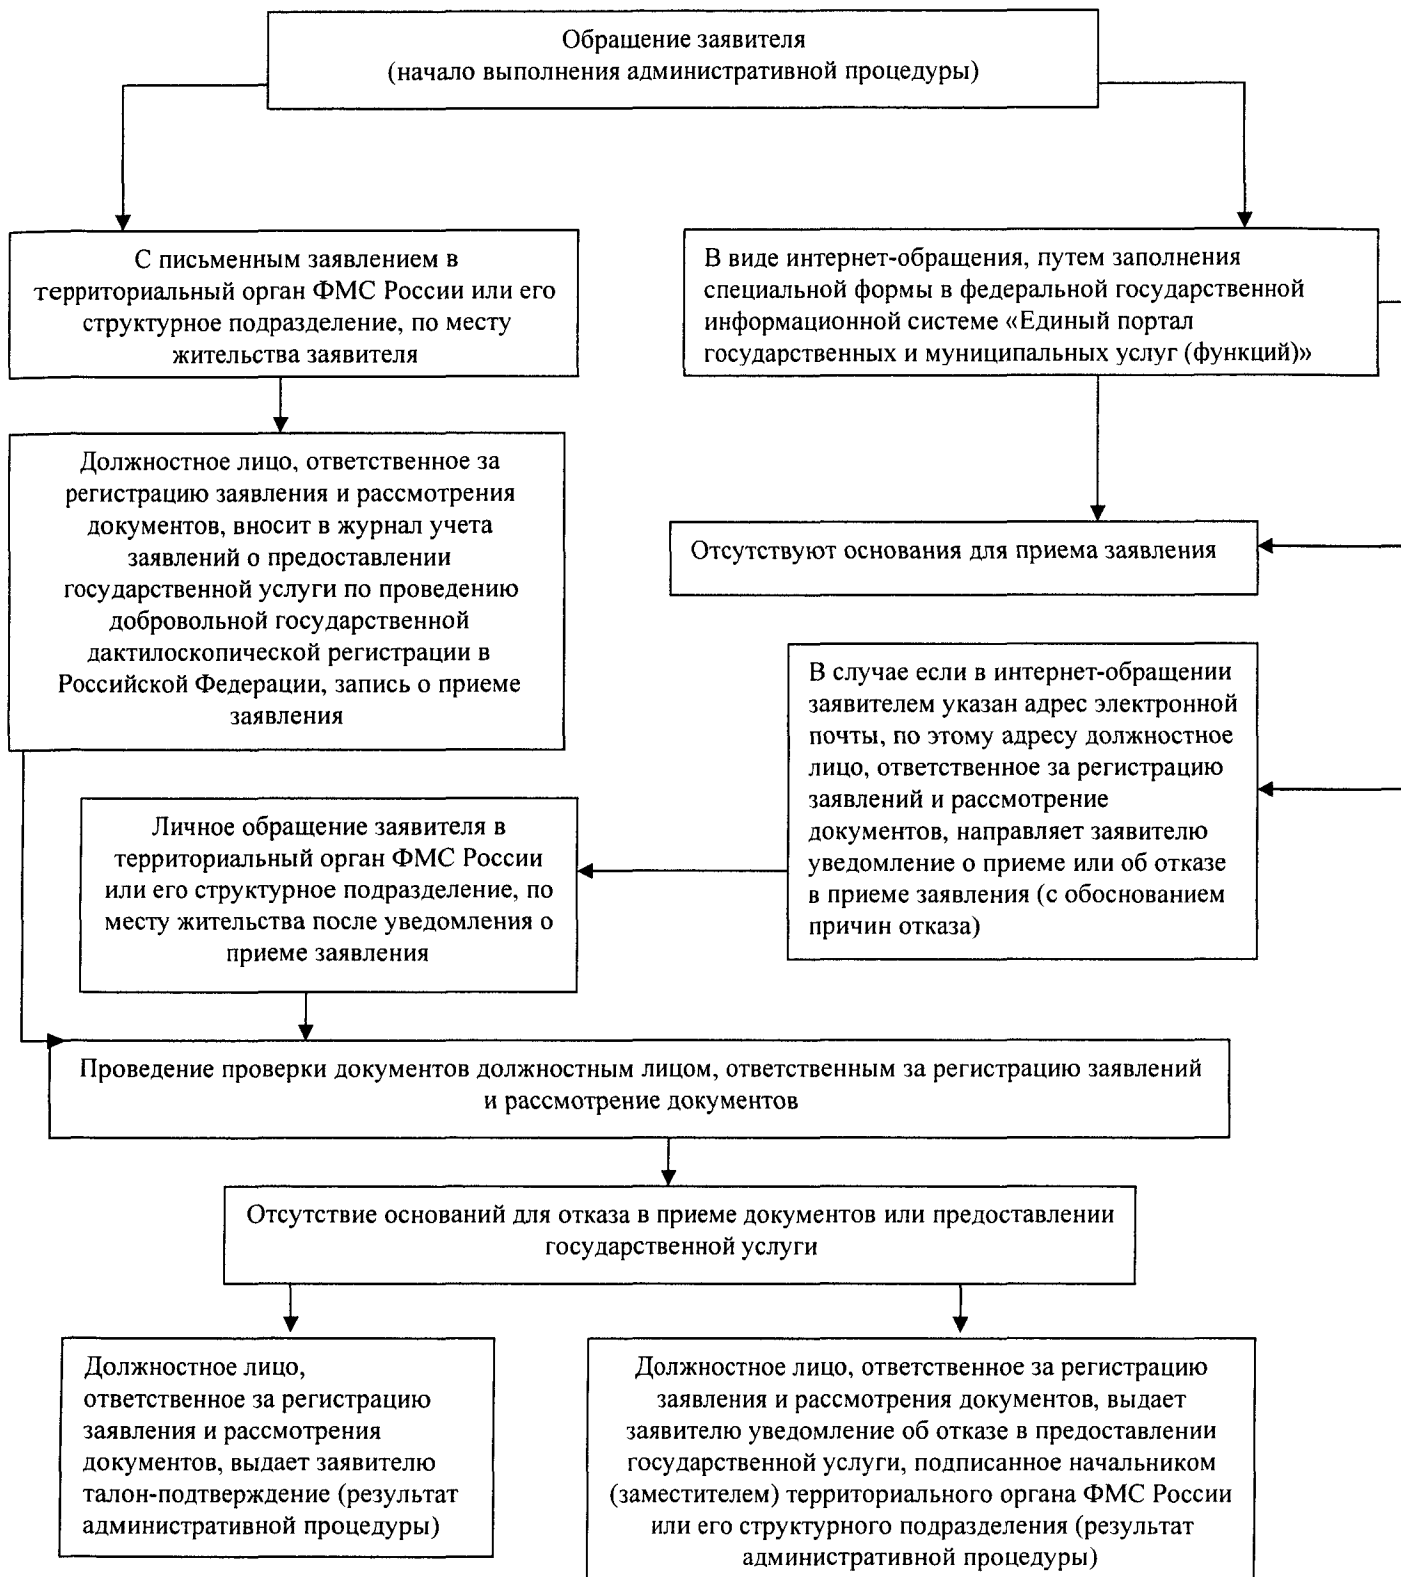 Обращение заявителя
(начало выполнения административной процедуры)
С письменным заявлением в
территориальный орган ФМС России или его
структурное подразделение, по месту
жительства заявителя
В виде интернет-обращения, путем заполнения
специальной формы в федеральной государственной
информационной системе «Единый портал
государственных и муниципальных услуг (функций)»
Должностное лицо, ответственное за
регистрацию заявления и рассмотрения
документов, вносит в журнал учета
заявлений о предоставлении
государственной услуги по проведению
добровольной государственной
дактилоскопической регистрации в
Российской Федерации, запись о приеме
заявления
Отсутствуют основания для приема заявления
В случае если в интернет-обращении
заявителем указан адрес электронной
почты, по этому адресу должностное
лицо, ответственное за регистрацию
заявлений и рассмотрение
документов, направляет заявителю
уведомление о приеме или об отказе
в приеме заявления (с обоснованием
причин отказа)
Личное обращение заявителя в
территориальный орган ФМС России
или его структурное подразделение, по
месту жительства после уведомления о
приеме заявления
Проведение проверки документов должностным лицом, ответственным за регистрацию заявлений
и рассмотрение документов
Отсутствие оснований для отказа в приеме документов или предоставлении
государственной услуги
Должностное лицо,
ответственное за регистрацию
заявления и рассмотрения
документов, выдает заявителю
талон-подтверждение (результат
административной процедуры)
Должностное лицо, ответственное за регистрацию
заявления и рассмотрения документов, выдает
заявителю уведомление об отказе в предоставлении
государственной услуги, подписанное начальником
(заместителем) территориального органа ФМС России
или его структурного подразделения (результат
административной процедуры)